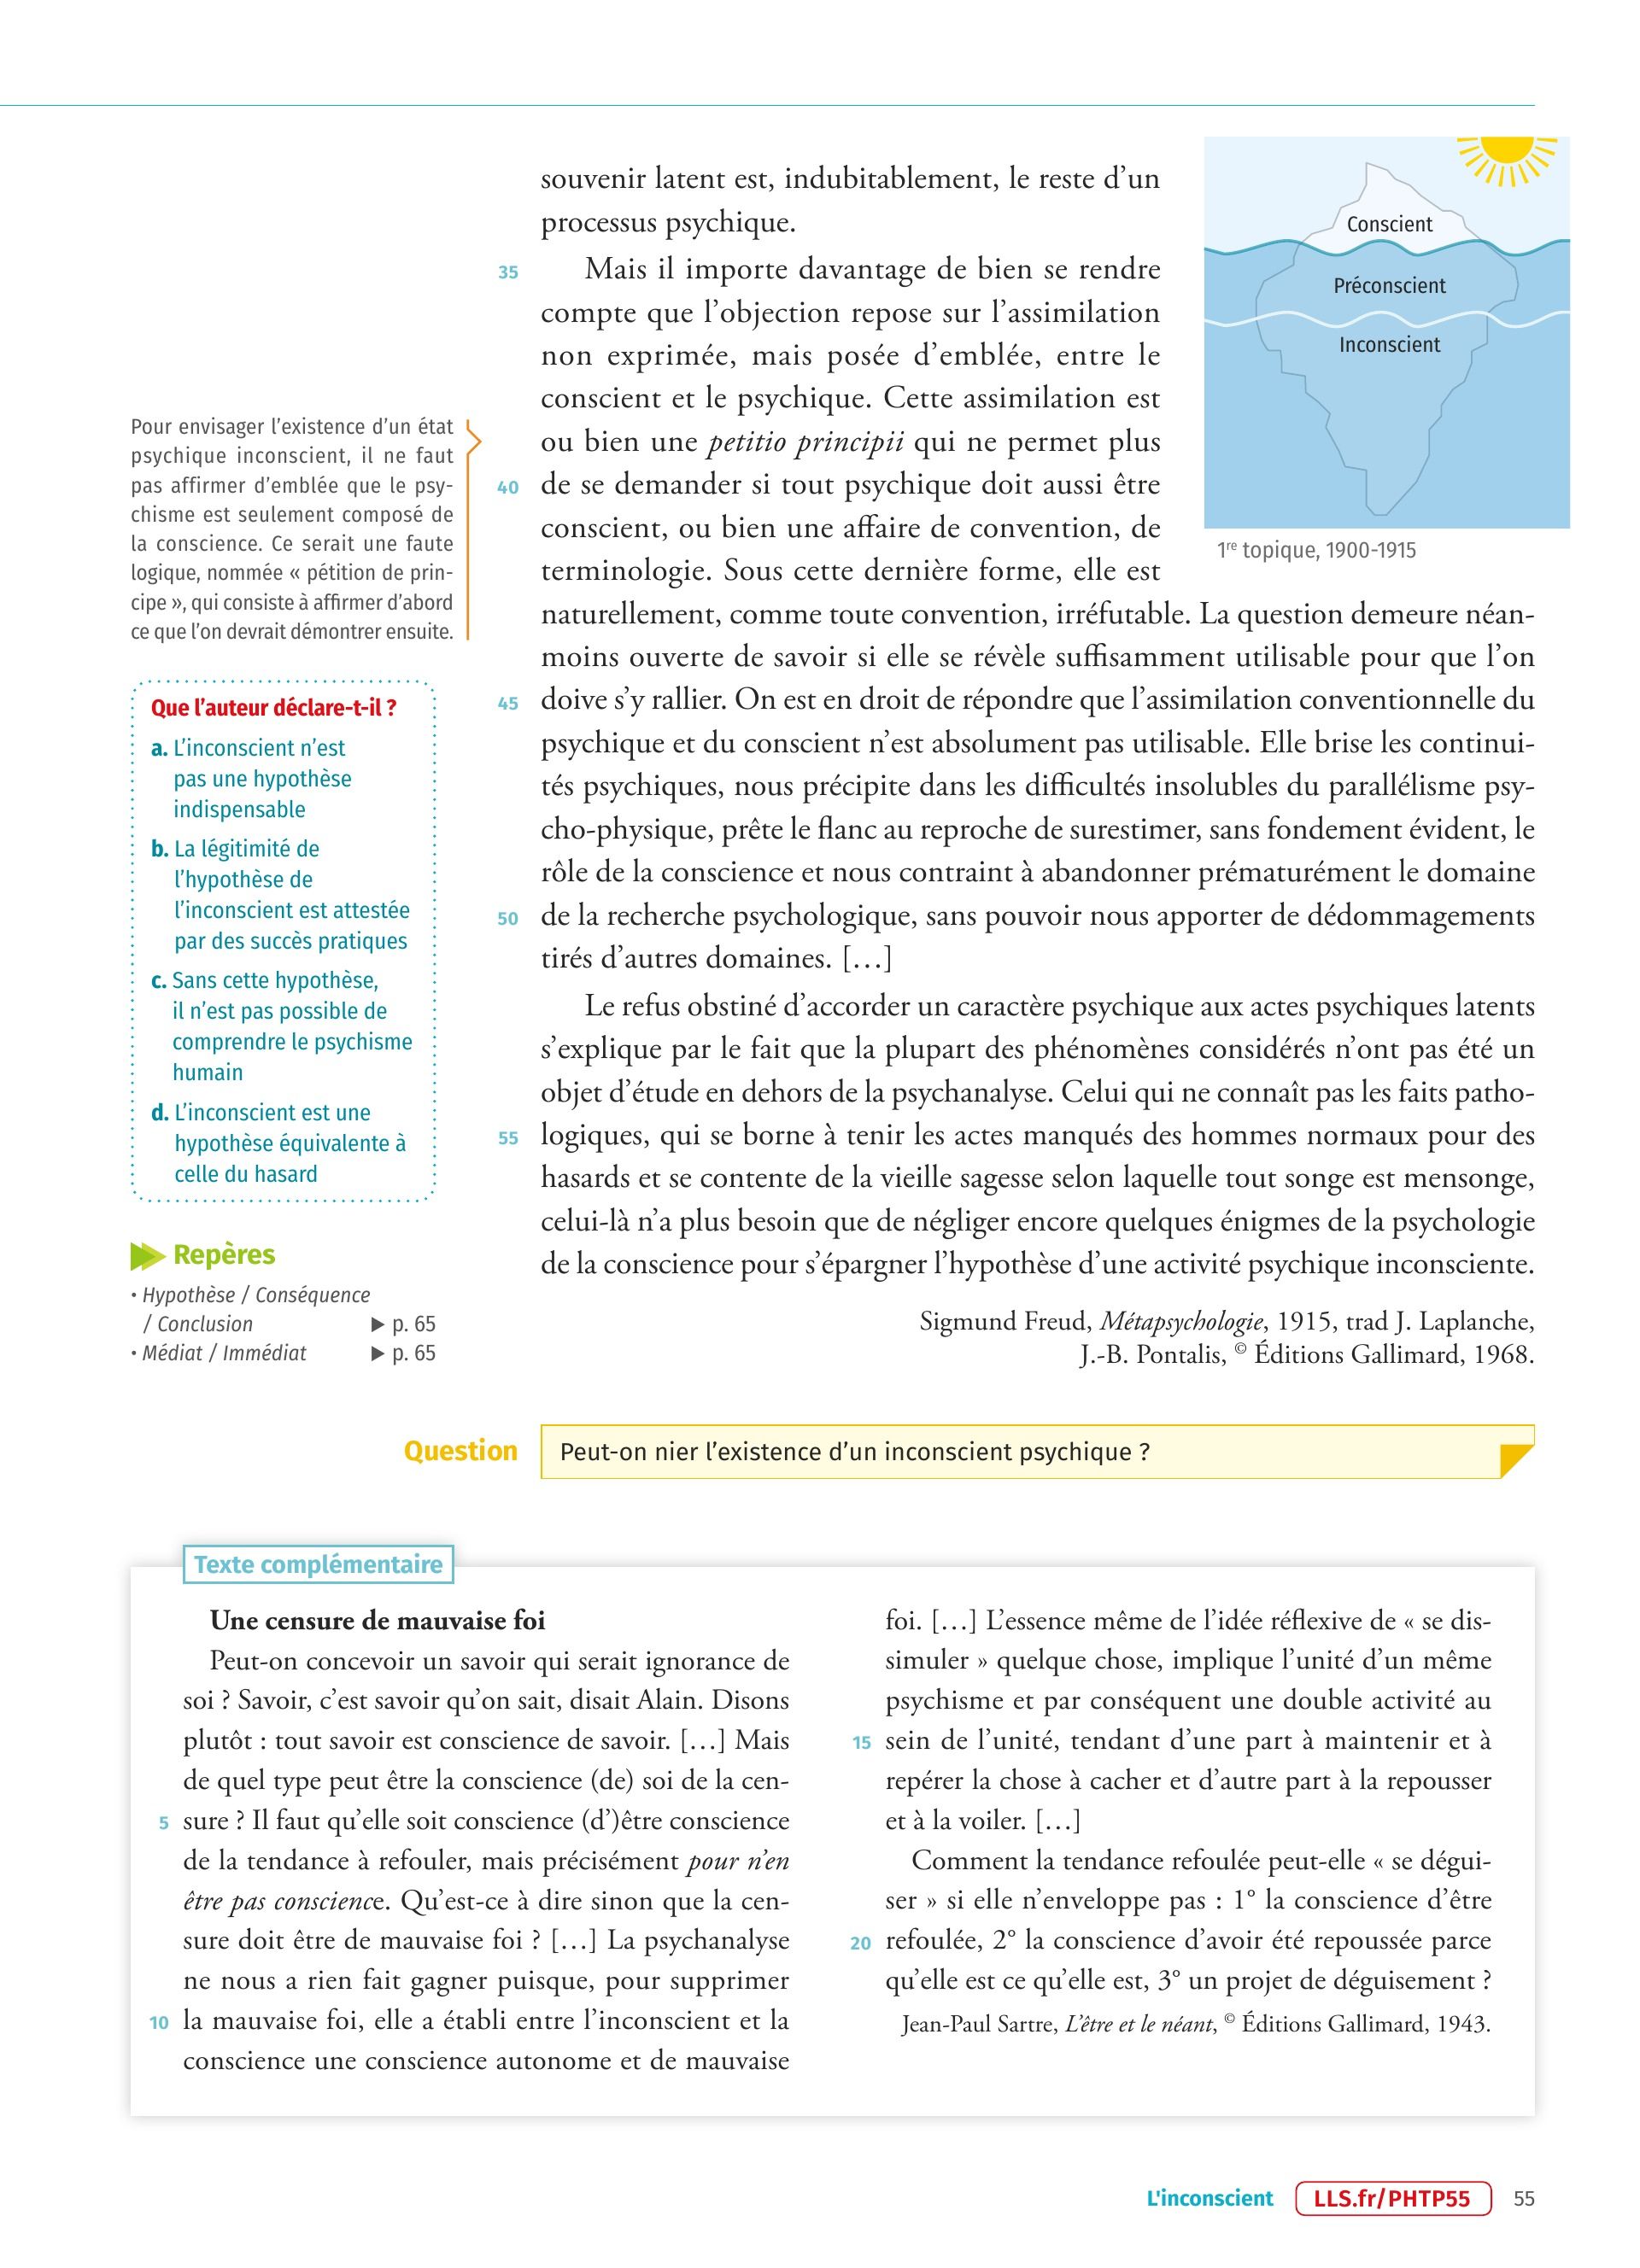 souvenir latent est, indubitablement, le reste d’un
processus psychique.
35 Mais il importe davantage de bien se rendre
compte que l’objection repose sur l’assimilation
non exprimée, mais posée d’emblée, entre le
conscient et le psychique. Cette assimilation est
ou bien une petitio principii qui ne permet plus
40 de se demander si tout psychique doit aussi être
conscient, ou bien une affaire de convention, de
terminologie. Sous cette dernière forme, elle est
naturellement, comme toute convention, irréfutable. La question demeure néan-
moins ouverte de savoir si elle se révèle suffisamment utilisable pour que l’on
45 doive s’y rallier. On est en droit de répondre que l’assimilation conventionnelle du
psychique et du conscient n’est absolument pas utilisable. Elle brise les continui-
tés psychiques, nous précipite dans les difficultés insolubles du parallélisme psy-
cho-physique, prête le flanc au reproche de surestimer, sans fondement évident, le
rôle de la conscience et nous contraint à abandonner prématurément le domaine
50 de la recherche psychologique, sans pouvoir nous apporter de dédommagements
tirés d’autres domaines. […]
Le refus obstiné d’accorder un caractère psychique aux actes psychiques latents
s’explique par le fait que la plupart des phénomènes considérés n’ont pas été un
objet d’étude en dehors de la psychanalyse. Celui qui ne connaît pas les faits patho-
55 logiques, qui se borne à tenir les actes manqués des hommes normaux pour des
hasards et se contente de la vieille sagesse selon laquelle tout songe est mensonge,
celui-là n’a plus besoin que de négliger encore quelques énigmes de la psychologie
de la conscience pour s’épargner l’hypothèse d’une activité psychique inconsciente.
Sigmund Freud, Métapsychologie, 1915, trad J. Laplanche,
J.-B. Pontalis, © Éditions Gallimard, 1968.
Conscient
Préconscient
Inconscient
1re topique, 1900-1915
Pour envisager l’existence d’un état
psychique inconscient, il ne faut
pas affirmer d’emblée que le psy-
chisme est seulement composé de
la conscience. Ce serait une faute
logique, nommée « pétition de prin-
cipe », qui consiste à affirmer d’abord
ce que l’on devrait démontrer ensuite.
Que l’auteur déclare-t-il ?
a. L’inconscient n’est
pas une hypothèse
indispensable
b. La légitimité de
l’hypothèse de
l’inconscient est attestée
par des succès pratiques
c. Sans cette hypothèse,
il n’est pas possible de
comprendre le psychisme
humain
d. L’inconscient est une
hypothèse équivalente à
celle du hasard
Repères
• Hypothèse / Conséquence
/ Conclusion ▶ p. 65
• Médiat / Immédiat ▶ p. 65
Question
Peut-on nier l’existence d’un inconscient psychique ?
Texte complémentaire
Une censure de mauvaise foi
Peut-on concevoir un savoir qui serait ignorance de
soi ? Savoir, c’est savoir qu’on sait, disait Alain. Disons
plutôt : tout savoir est conscience de savoir. […] Mais
de quel type peut être la conscience (de) soi de la cen-
5 sure ? Il faut qu’elle soit conscience (d’)être conscience
de la tendance à refouler, mais précisément pour n’en
être pas conscience. Qu’est-ce à dire sinon que la cen-
sure doit être de mauvaise foi ? […] La psychanalyse
ne nous a rien fait gagner puisque, pour supprimer
10 la mauvaise foi, elle a établi entre l’inconscient et la
conscience une conscience autonome et de mauvaise
foi. […] L’essence même de l’idée réflexive de « se dis-
simuler » quelque chose, implique l’unité d’un même
psychisme et par conséquent une double activité au
15 sein de l’unité, tendant d’une part à maintenir et à
repérer la chose à cacher et d’autre part à la repousser
et à la voiler. […]
Comment la tendance refoulée peut-elle « se dégui-
ser » si elle n’enveloppe pas : 1° la conscience d’être
20 refoulée, 2° la conscience d’avoir été repoussée parce
qu’elle est ce qu’elle est, 3° un projet de déguisement ?
Jean-Paul Sartre, L’être et le néant, © Éditions Gallimard, 1943.
L'inconscient LLS.fr/PHTP55 55